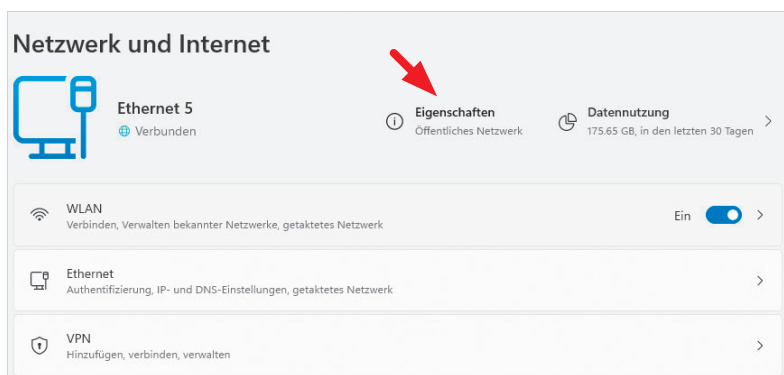 Netzwerk und Internet
Ethernet 5
Verbunden
Eigenschaften
Öffentliches Netzwerk
Datennutzung
175.65 GB, in den letzten 30 Tagen
WLAN
Verbinden, Verwalten bekannter Netzwerke, getaktetes Netzwerk
Ein
Ethernet
Authentifizierung, IP- und DNS-Einstellungen, getaktetes Netzwerk
VPN
Hinzufügen, verbinden, verwalten